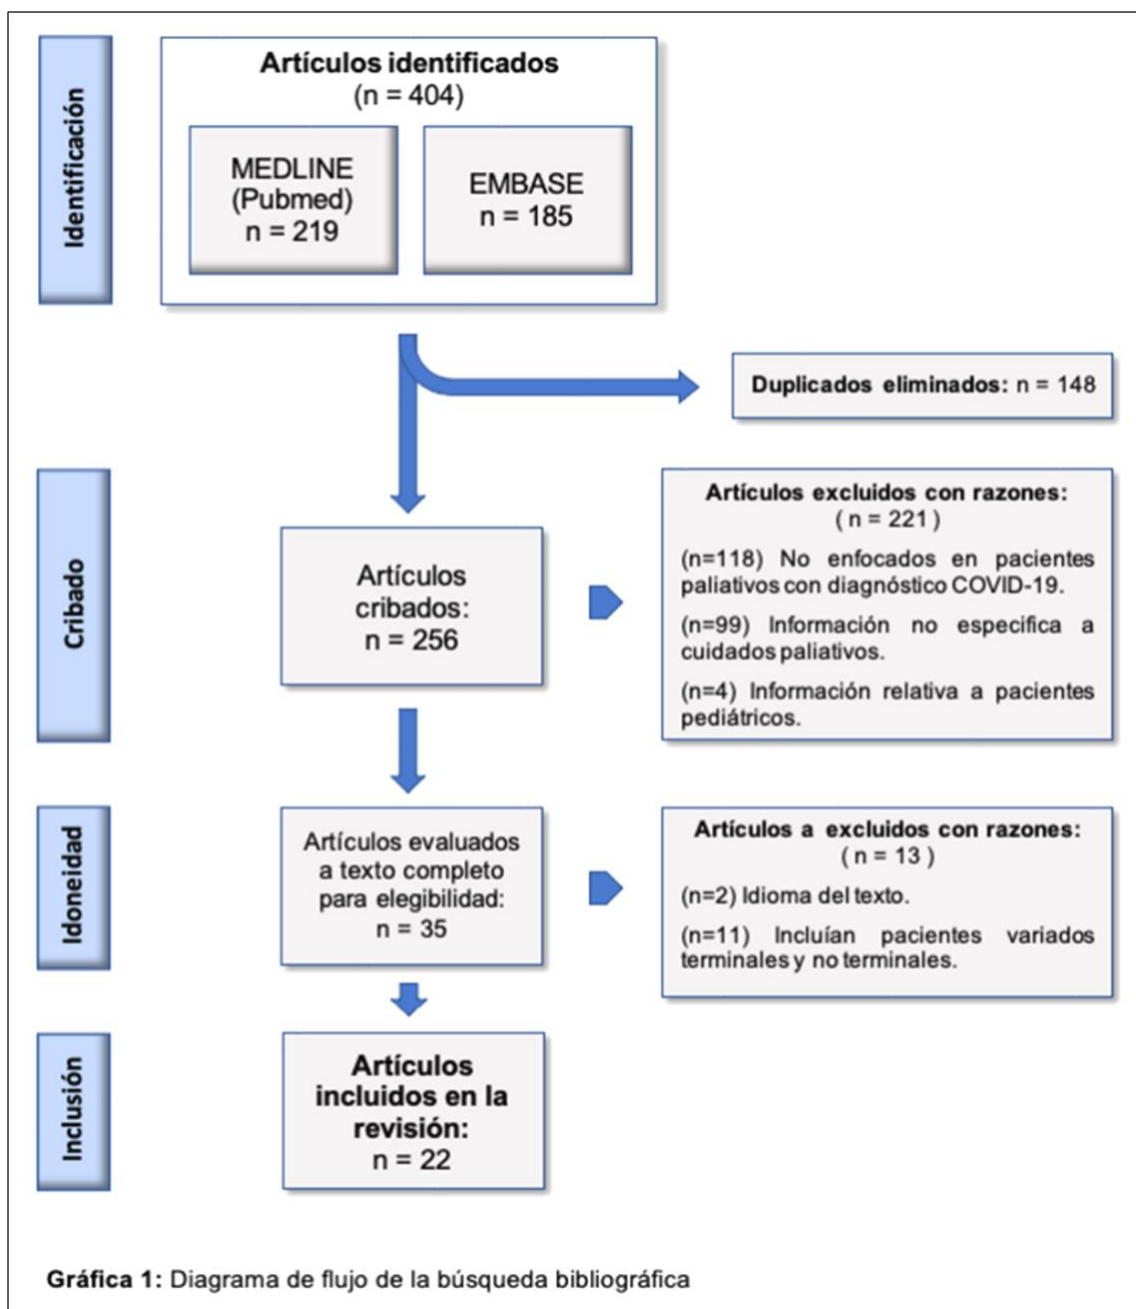 Identificación
Artículos identificados
(n = 404)
MEDLINE
(Pubmed)
n = 219
EMBASE
n = 185
Duplicados eliminados: n = 148
Cribado
Artículos
cribados:
n = 256
Artículos excluidos con razones:
( n = 221 )
(n=118) No enfocados en pacientes
paliativos con diagnóstico COVID-19.
(n=99) Información no especifica a
cuidados paliativos.
(n=4) Información relativa a pacientes
pediátricos.
Idoneidad
Artículos evaluados
a texto completo
para elegibilidad:
n = 35
Artículos a excluidos con razones:
( n = 13 )
(n=2) Idioma del texto.
(n=11) Incluían pacientes variados
terminales y no terminales.
Inclusión
Artículos
incluidos en la
revisión:
n = 22
Gráfica 1: Diagrama de flujo de la búsqueda bibliográfica